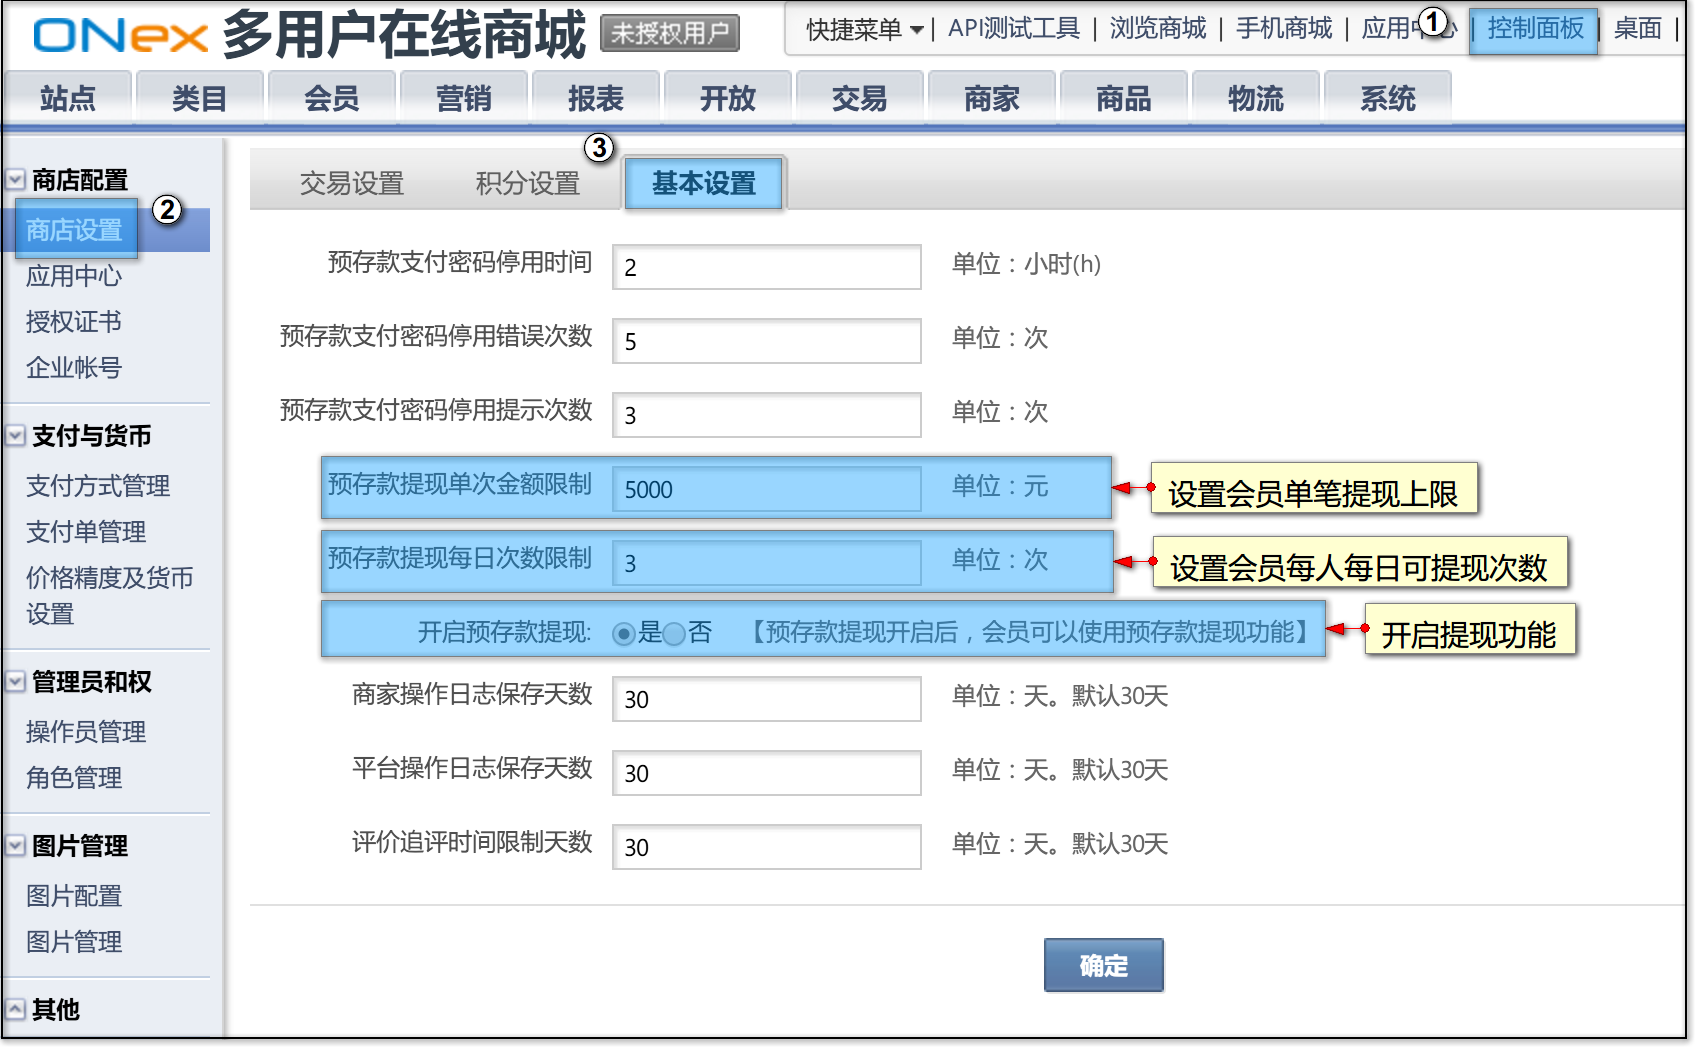 ONex 多用户在线商城 未授权用户
快捷菜单 | API测试工具 | 浏览商城 | 手机商城 | 应用中心 ① | 控制面板 | 桌面 |
站点 类目 会员 营销 报表 开放 交易 商家 商品 物流 系统
商店配置
商店设置 ②
应用中心
授权证书
企业帐号
支付与货币
支付方式管理
支付单管理
价格精度及货币
设置
管理员和权
操作员管理
角色管理
图片管理
图片配置
图片管理
其他
交易设置 积分设置 ③ 基本设置
预存款支付密码停用时间 2 单位：小时(h)
预存款支付密码停用错误次数 5 单位：次
预存款支付密码停用提示次数 3 单位：次
预存款提现单次金额限制 5000 单位：元 设置会员单笔提现上限
预存款提现每日次数限制 3 单位：次 设置会员每人每日可提现次数
开启预存款提现: 是 否 【预存款提现开启后，会员可以使用预存款提现功能】 开启提现功能
商家操作日志保存天数 30 单位：天。默认30天
平台操作日志保存天数 30 单位：天。默认30天
评价追评时间限制天数 30 单位：天。默认30天
确定